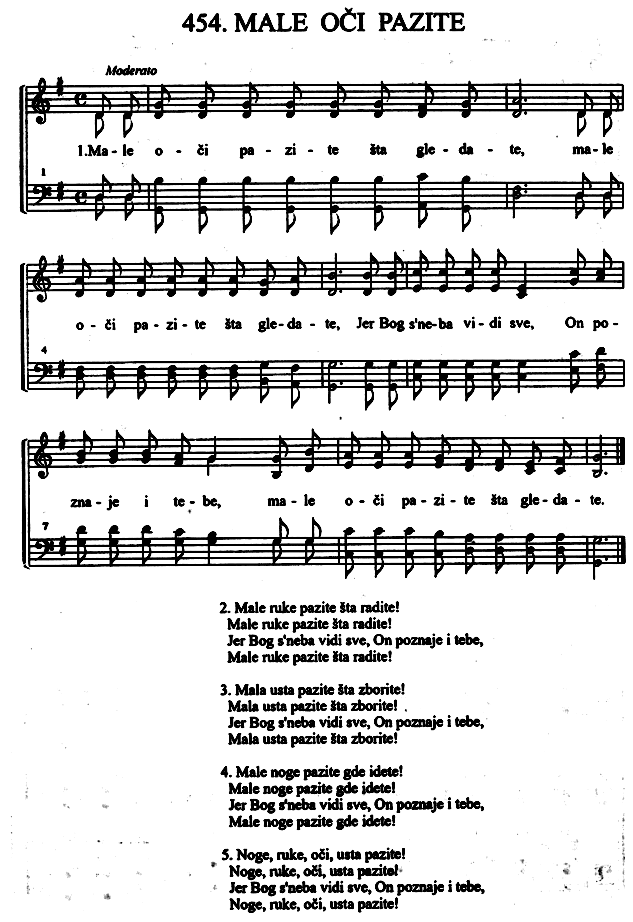 454. MALE OČI PAZITE
Moderato
1.Ma - le o - či pa - zi - te šta gle - da - te, ma - le
1
o - či pa - zi - te šta gle - da - te, Jer Bog s'ne - ba vi - di sve, On po -
4
zna - je i te - be, ma - le o - či pa - zi - te šta gle - da - te.
7
2. Male ruke pazite šta radite!
Male ruke pazite šta radite!
Jer Bog s'neba vidi sve, On poznaje i tebe,
Male ruke pazite šta radite!
3. Mala usta pazite šta zborite!
Mala usta pazite šta zborite!
Jer Bog s'neba vidi sve, On poznaje i tebe,
Mala usta pazite šta zborite!
4. Male noge pazite gde idete!
Male noge pazite gde idete!
Jer Bog s'neba vidi sve, On poznaje i tebe,
Male noge pazite gde idete!
5. Noge, ruke, oči, usta pazite!
Noge, ruke, oči, usta pazite!
Jer Bog s'neba vidi sve, On poznaje i tebe,
Noge, ruke, oči, usta pazite!